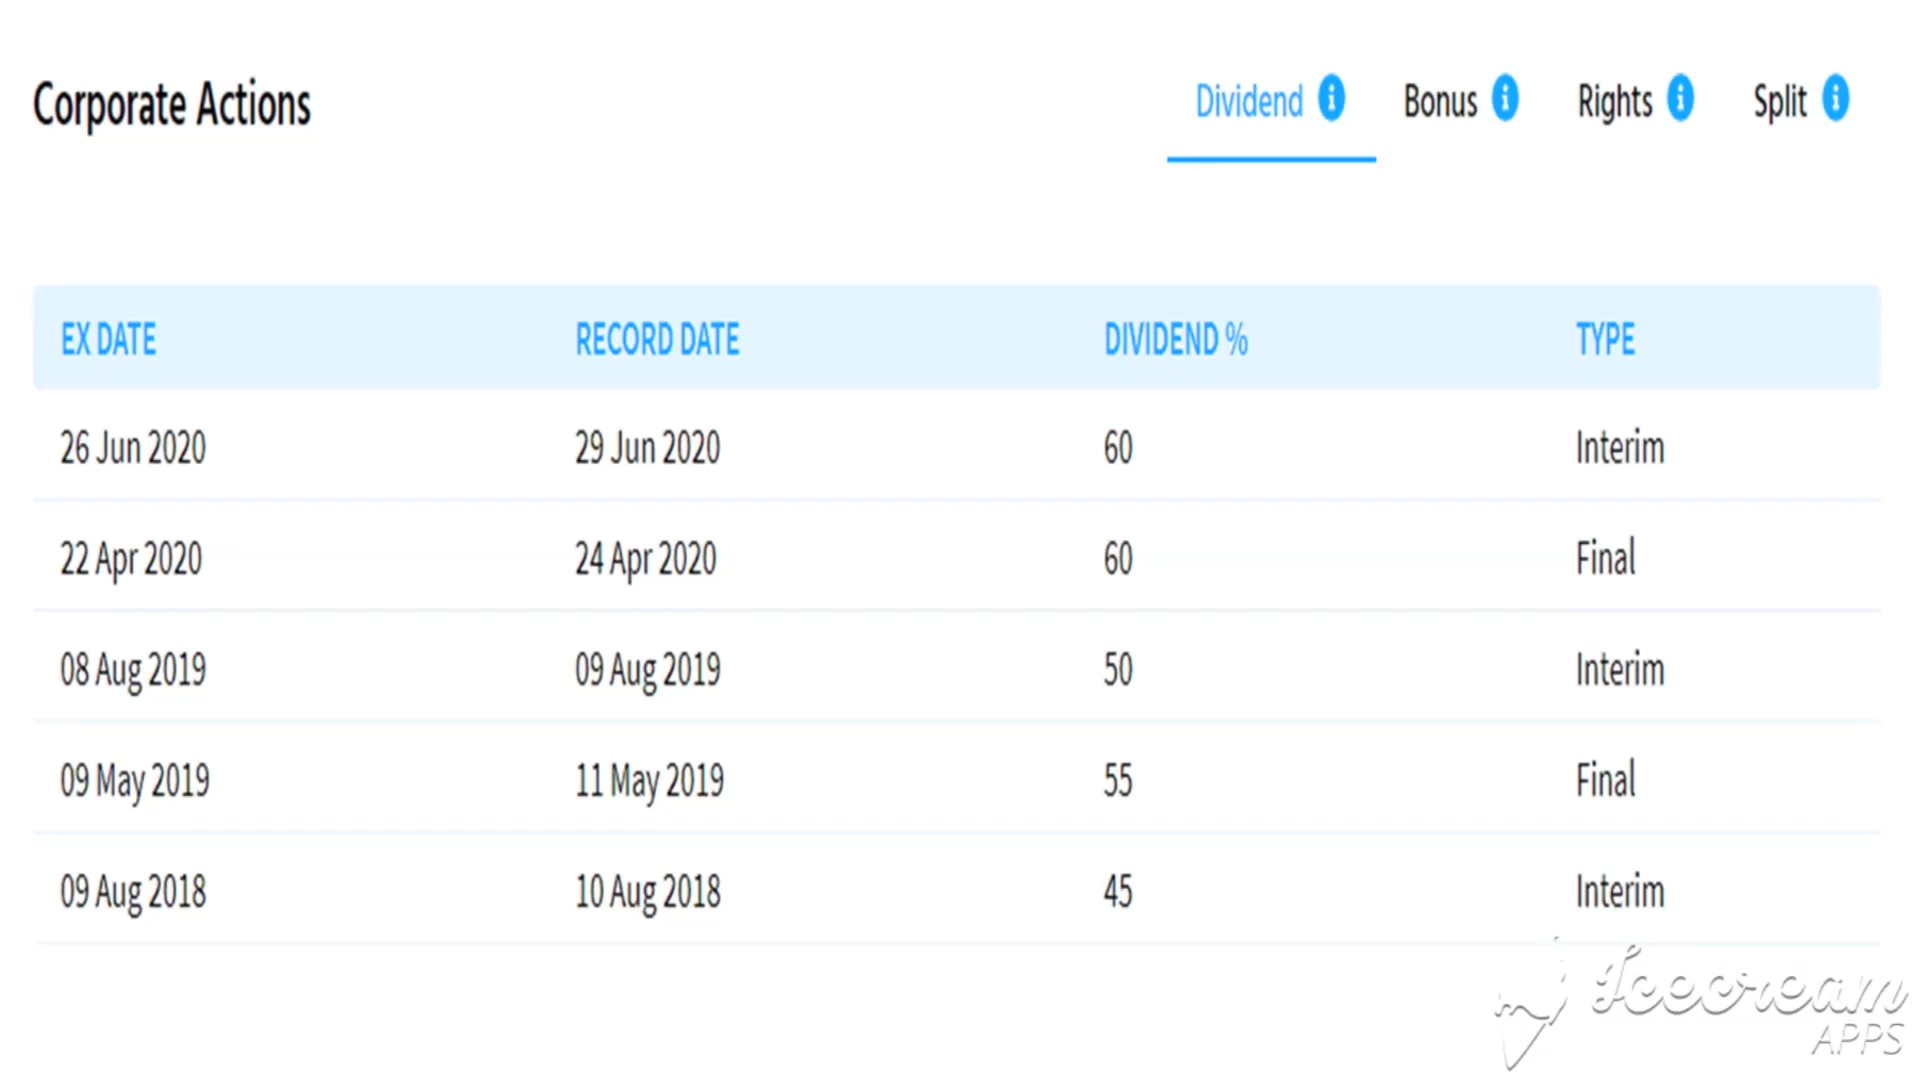 Corporate Actions Dividend Bonus Rights Split
EX DATE RECORD DATE DIVIDEND % TYPE
26 Jun 2020 29 Jun 2020 60 Interim
22 Apr 2020 24 Apr 2020 60 Final
08 Aug 2019 09 Aug 2019 50 Interim
09 May 2019 11 May 2019 55 Final
09 Aug 2018 10 Aug 2018 45 Interim
Icecream
APPS